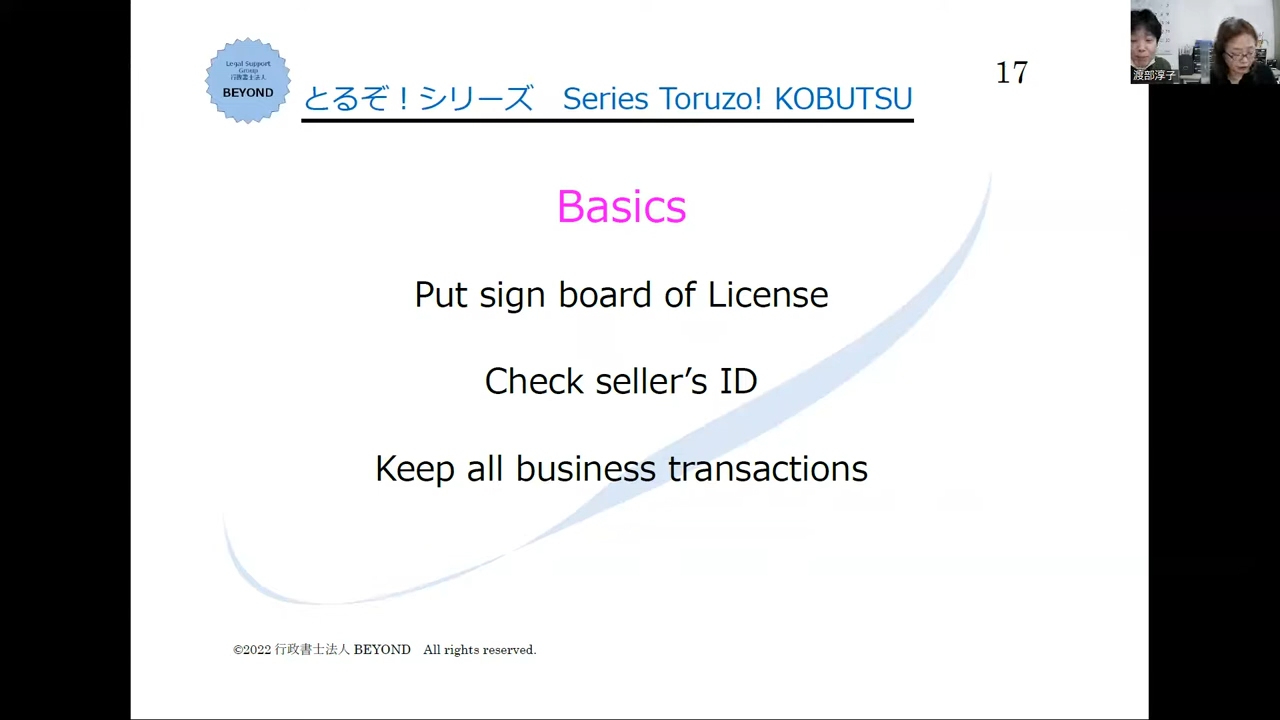 Legal Support
Group
行政書士法人
BEYOND
とるぞ！シリーズ　Series Toruzo! KOBUTSU
17
渡部淳子
Basics
Put sign board of License
Check seller’s ID
Keep all business transactions
©2022 行政書士法人 BEYOND　All rights reserved.